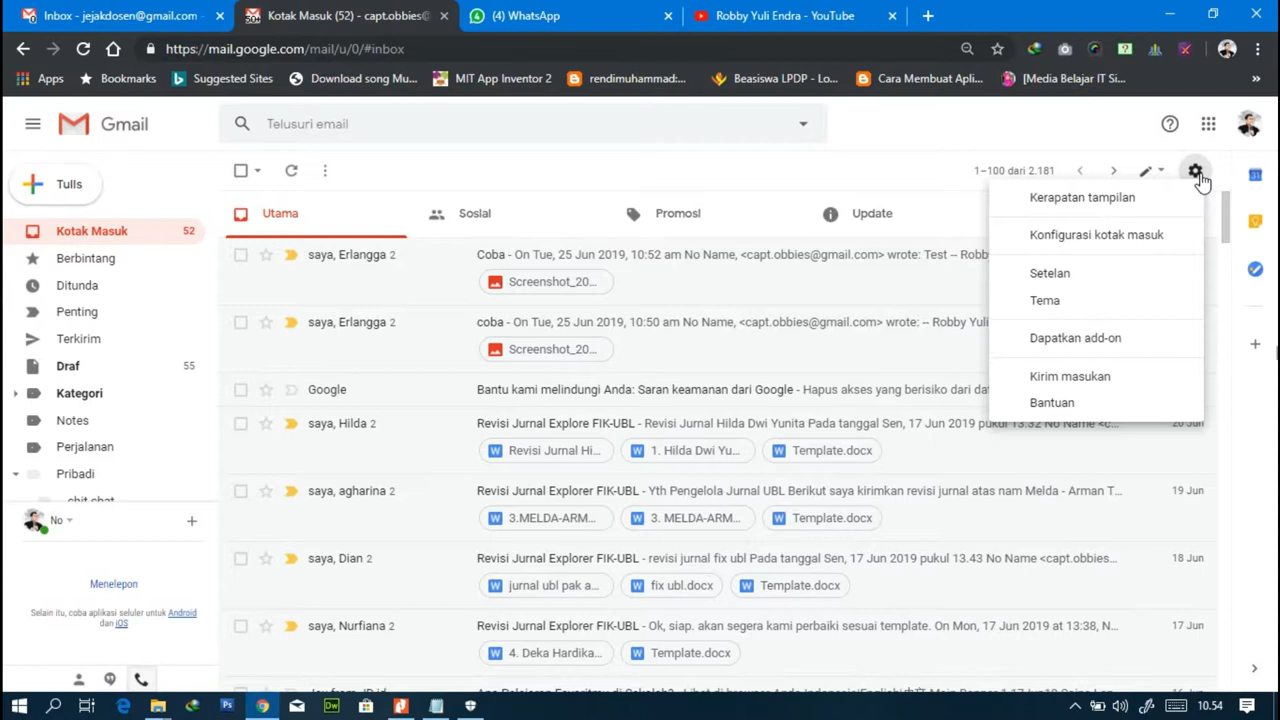 Inbox - jejakdosen@gmail.com -
Kotak Masuk (52) - capt.obbies@
(4) WhatsApp
Robby Yuli Endra - YouTube
https://mail.google.com/mail/u/0/#inbox
Apps
Bookmarks
Suggested Sites
Download song Mu...
MIT App Inventor 2
rendimuhammad:...
Beasiswa LPDP - Lo...
Cara Membuat Apli...
[Media Belajar IT Si...
Gmail
Telusuri email
1–100 dari 2.181
Tulis
Kotak Masuk 52
Berbintang
Ditunda
Penting
Terkirim
Draf 55
Kategori
Notes
Perjalanan
Pribadi
chit chat
No
Menelepon
Selain itu, coba aplikasi seluler untuk Android
dan iOS
Utama
Sosial
Promosi
Update
saya, Erlangga 2 Coba - On Tue, 25 Jun 2019, 10:52 am No Name, <capt.obbies@gmail.com> wrote: Test -- Robby Yuli Endra
Screenshot_20...
saya, Erlangga 2 coba - On Tue, 25 Jun 2019, 10:50 am No Name, <capt.obbies@gmail.com> wrote: -- Robby Yuli
Screenshot_20...
Google Bantu kami melindungi Anda: Saran keamanan dari Google - Hapus akses yang berisiko dari
saya, Hilda 2 Revisi Jurnal Explore FIK-UBL - Revisi Jurnal Hilda Dwi Yunita Pada tanggal Sen, 17 Jun 2019 pukul 13.32 No Name <c... 20 Jun
Revisi Jurnal Hi...
1. Hilda Dwi Yu...
Template.docx
saya, agharina 2 Revisi Jurnal Explorer FIK-UBL - Yth Pengelola Jurnal UBL Berikut saya kirimkan revisi jurnal atas nam Melda - Arman T... 19 Jun
3.MELDA-ARM...
3. MELDA-ARM...
Template.docx
saya, Dian 2 Revisi Jurnal Explorer FIK-UBL - revisi jurnal fix ubl Pada tanggal Sen, 17 Jun 2019 pukul 13.43 No Name <capt.obbies... 18 Jun
jurnal ubl pak a...
fix ubl.docx
Template.docx
saya, Nurfiana 2 Revisi Jurnal Explorer FIK-UBL - Ok, siap. akan segera kami perbaiki sesuai template. On Mon, 17 Jun 2019 at 13:38, N... 17 Jun
4. Deka Hardika...
Template.docx
Kerapatan tampilan
Konfigurasi kotak masuk
Setelan
Tema
Dapatkan add-on
Kirim masukan
Bantuan
10.54